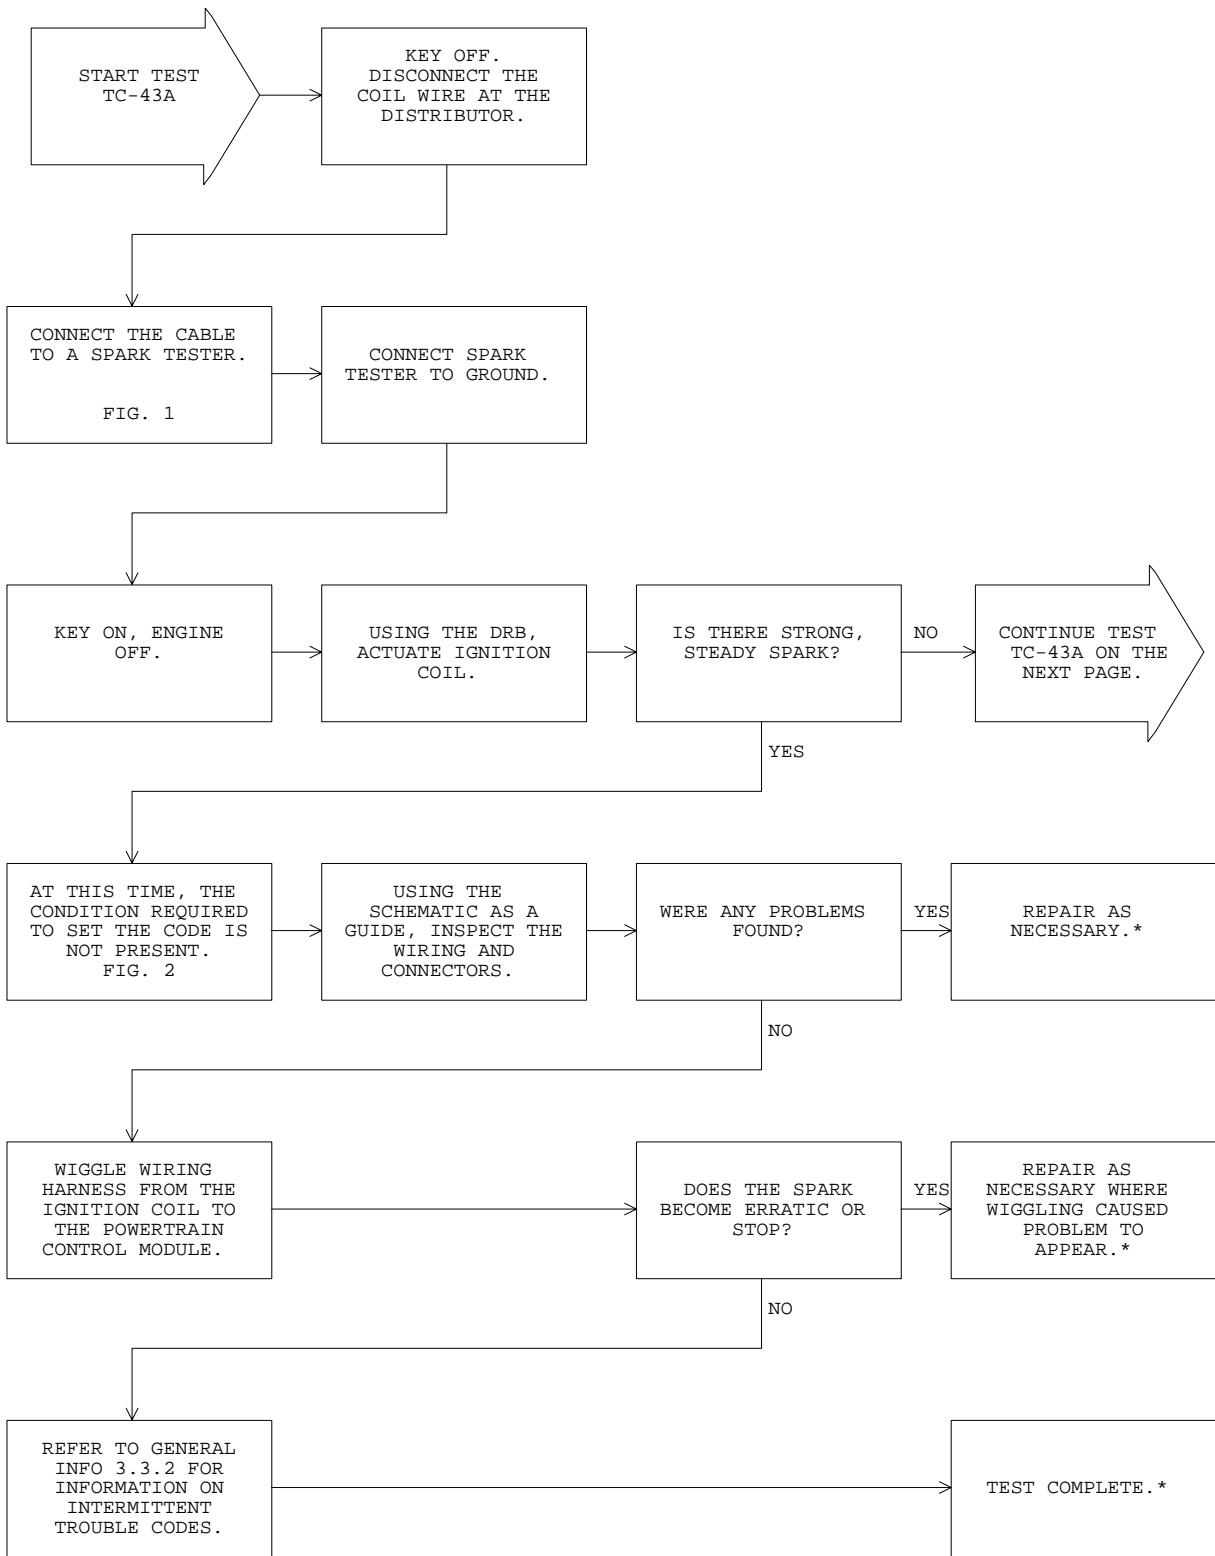 START TEST
TC-43A
KEY OFF.
DISCONNECT THE
COIL WIRE AT THE
DISTRIBUTOR.
CONNECT THE CABLE
TO A SPARK TESTER.
FIG. 1
CONNECT SPARK
TESTER TO GROUND.
KEY ON, ENGINE
OFF.
USING THE DRB,
ACTUATE IGNITION
COIL.
IS THERE STRONG,
STEADY SPARK?
NO
CONTINUE TEST
TC-43A ON THE
NEXT PAGE.
YES
AT THIS TIME, THE
CONDITION REQUIRED
TO SET THE CODE IS
NOT PRESENT.
FIG. 2
USING THE
SCHEMATIC AS A
GUIDE, INSPECT THE
WIRING AND
CONNECTORS.
WERE ANY PROBLEMS
FOUND?
YES
REPAIR AS
NECESSARY.*
NO
WIGGLE WIRING
HARNESS FROM THE
IGNITION COIL TO
THE POWERTRAIN
CONTROL MODULE.
DOES THE SPARK
BECOME ERRATIC OR
STOP?
YES
REPAIR AS
NECESSARY WHERE
WIGGLING CAUSED
PROBLEM TO
APPEAR.*
NO
REFER TO GENERAL
INFO 3.3.2 FOR
INFORMATION ON
INTERMITTENT
TROUBLE CODES.
TEST COMPLETE.*